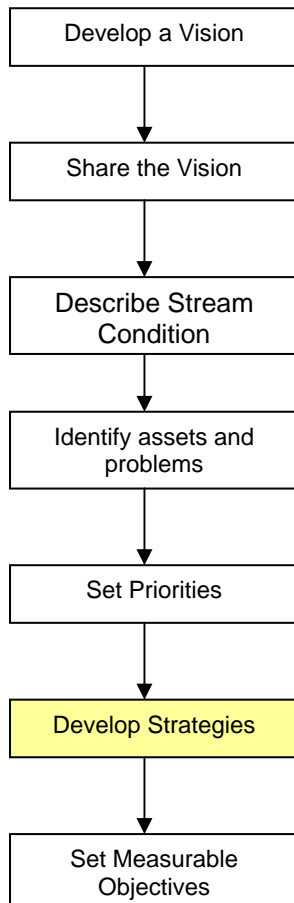 Develop a Vision
Share the Vision
Describe Stream
Condition
Identify assets and
problems
Set Priorities
Develop Strategies
Set Measurable
Objectives